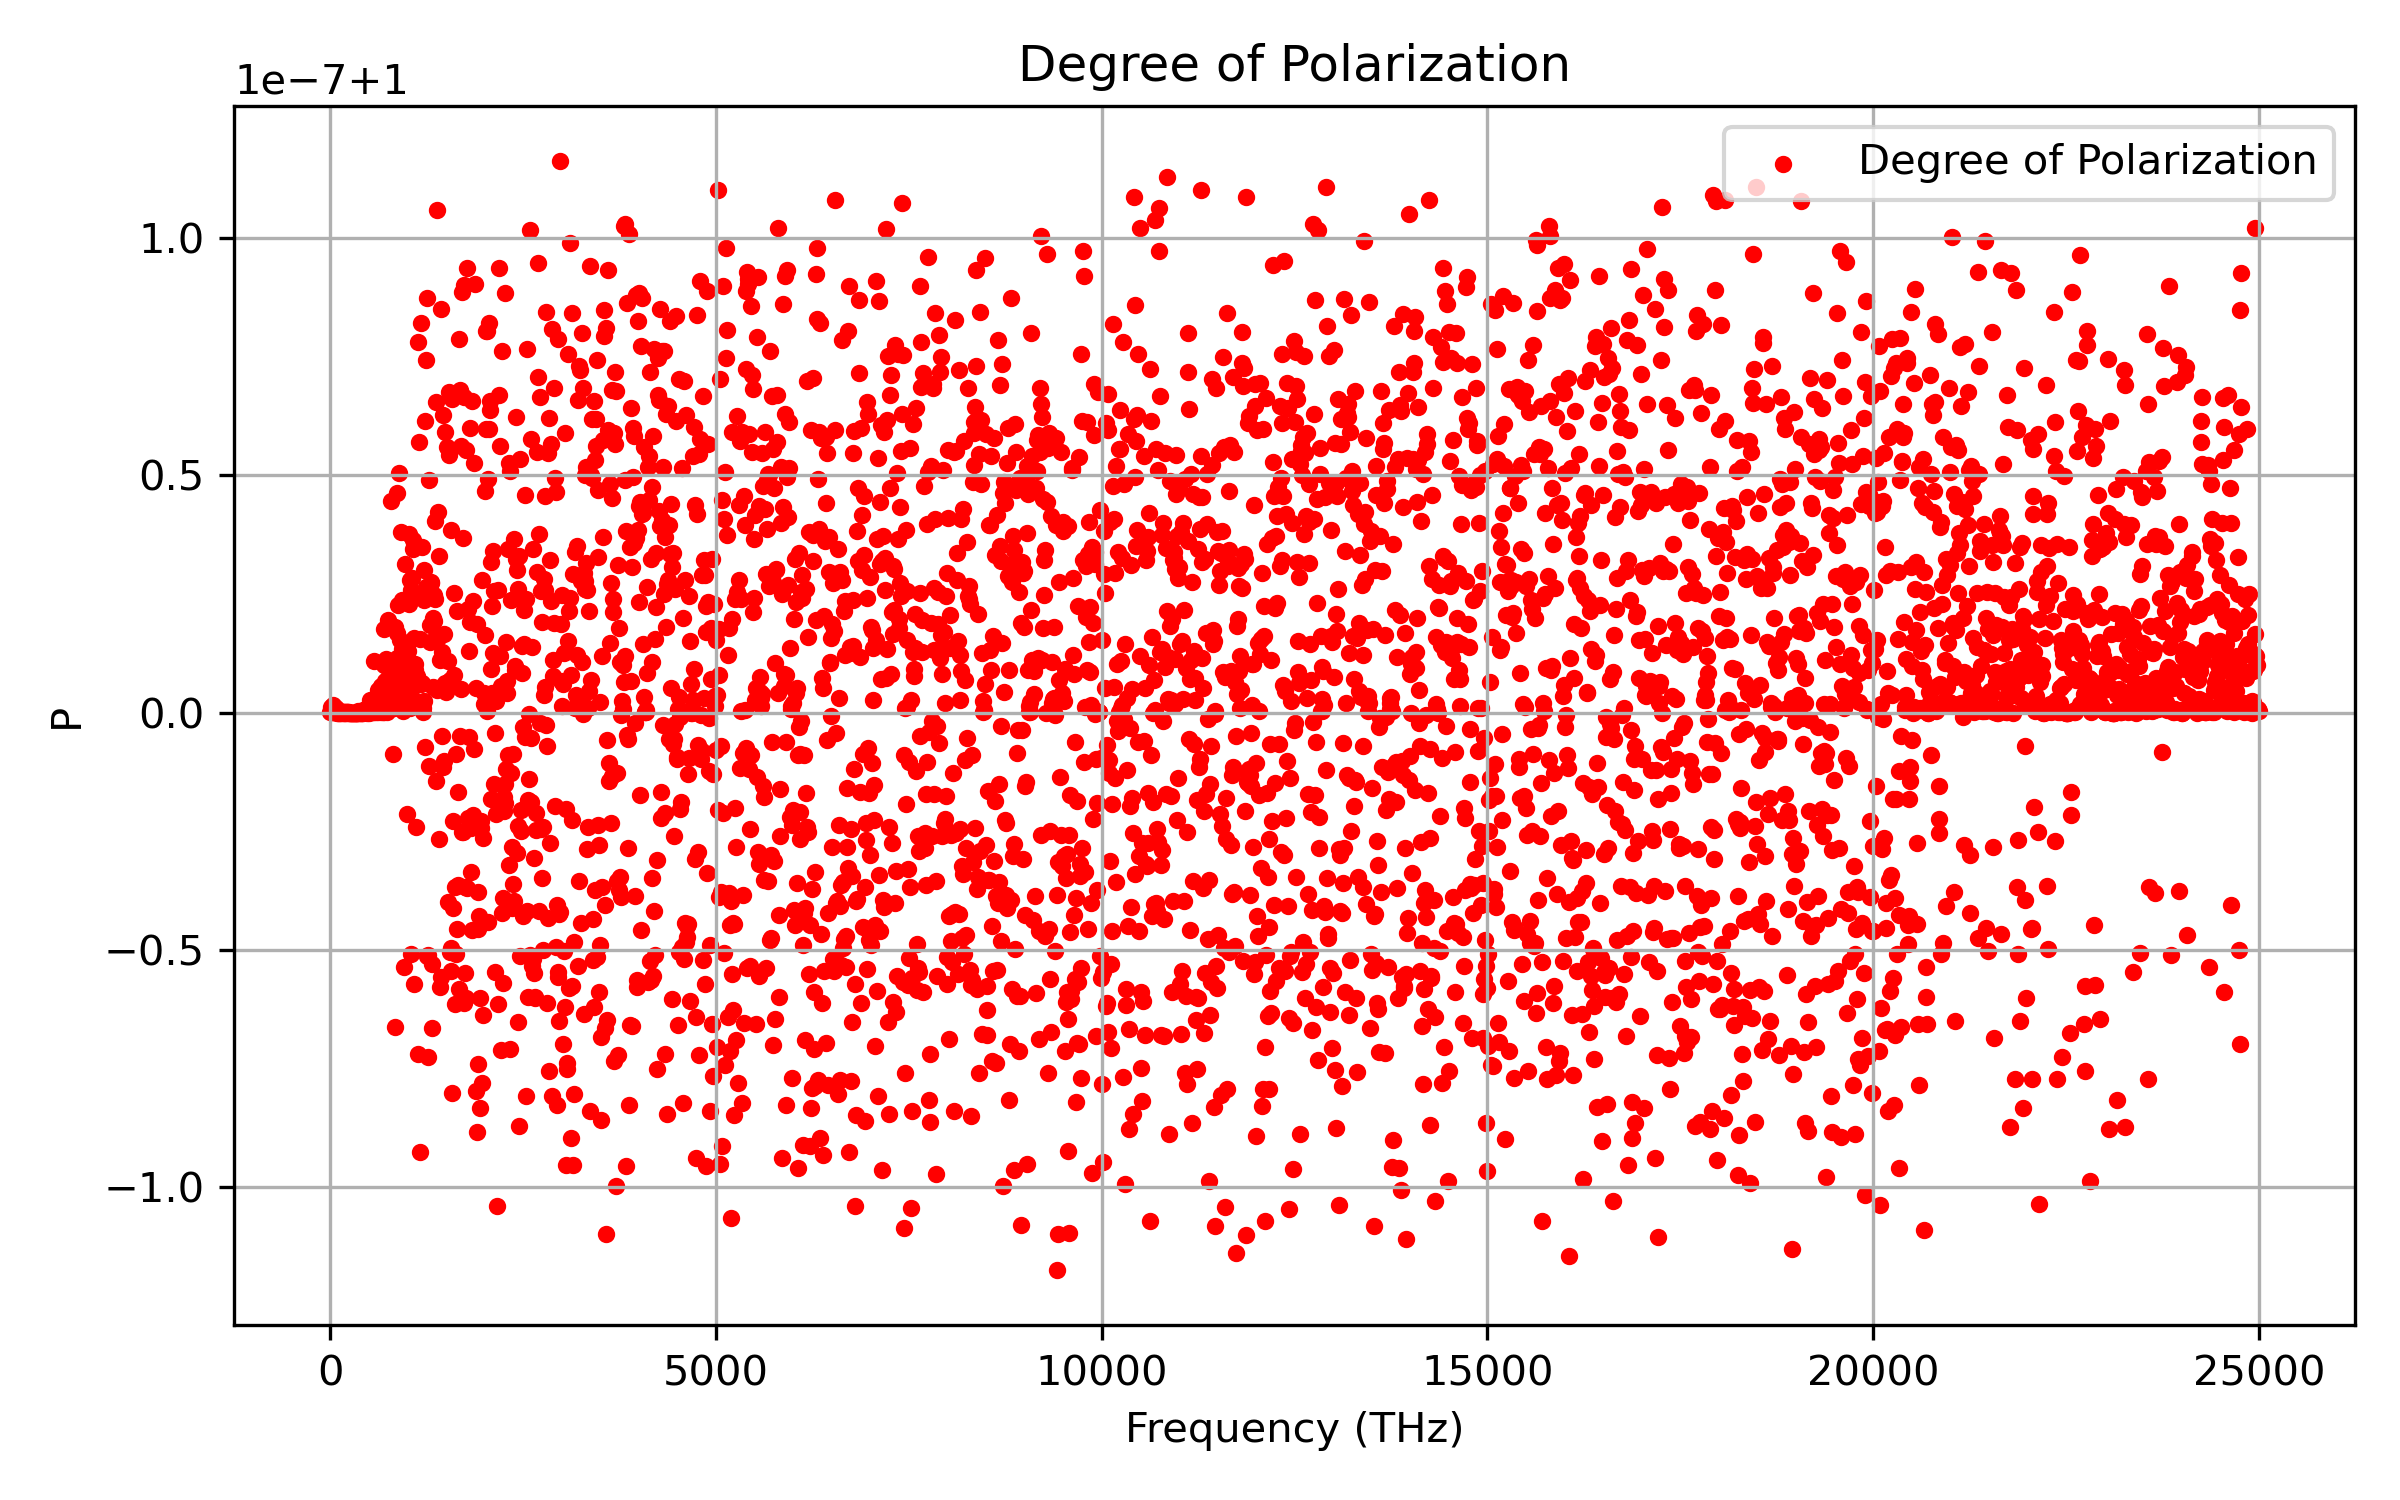 Degree of Polarization
1e−7+1
Degree of Polarization
1.0
0.5
0.0
−0.5
−1.0
P
0 5000 10000 15000 20000 25000
Frequency (THz)